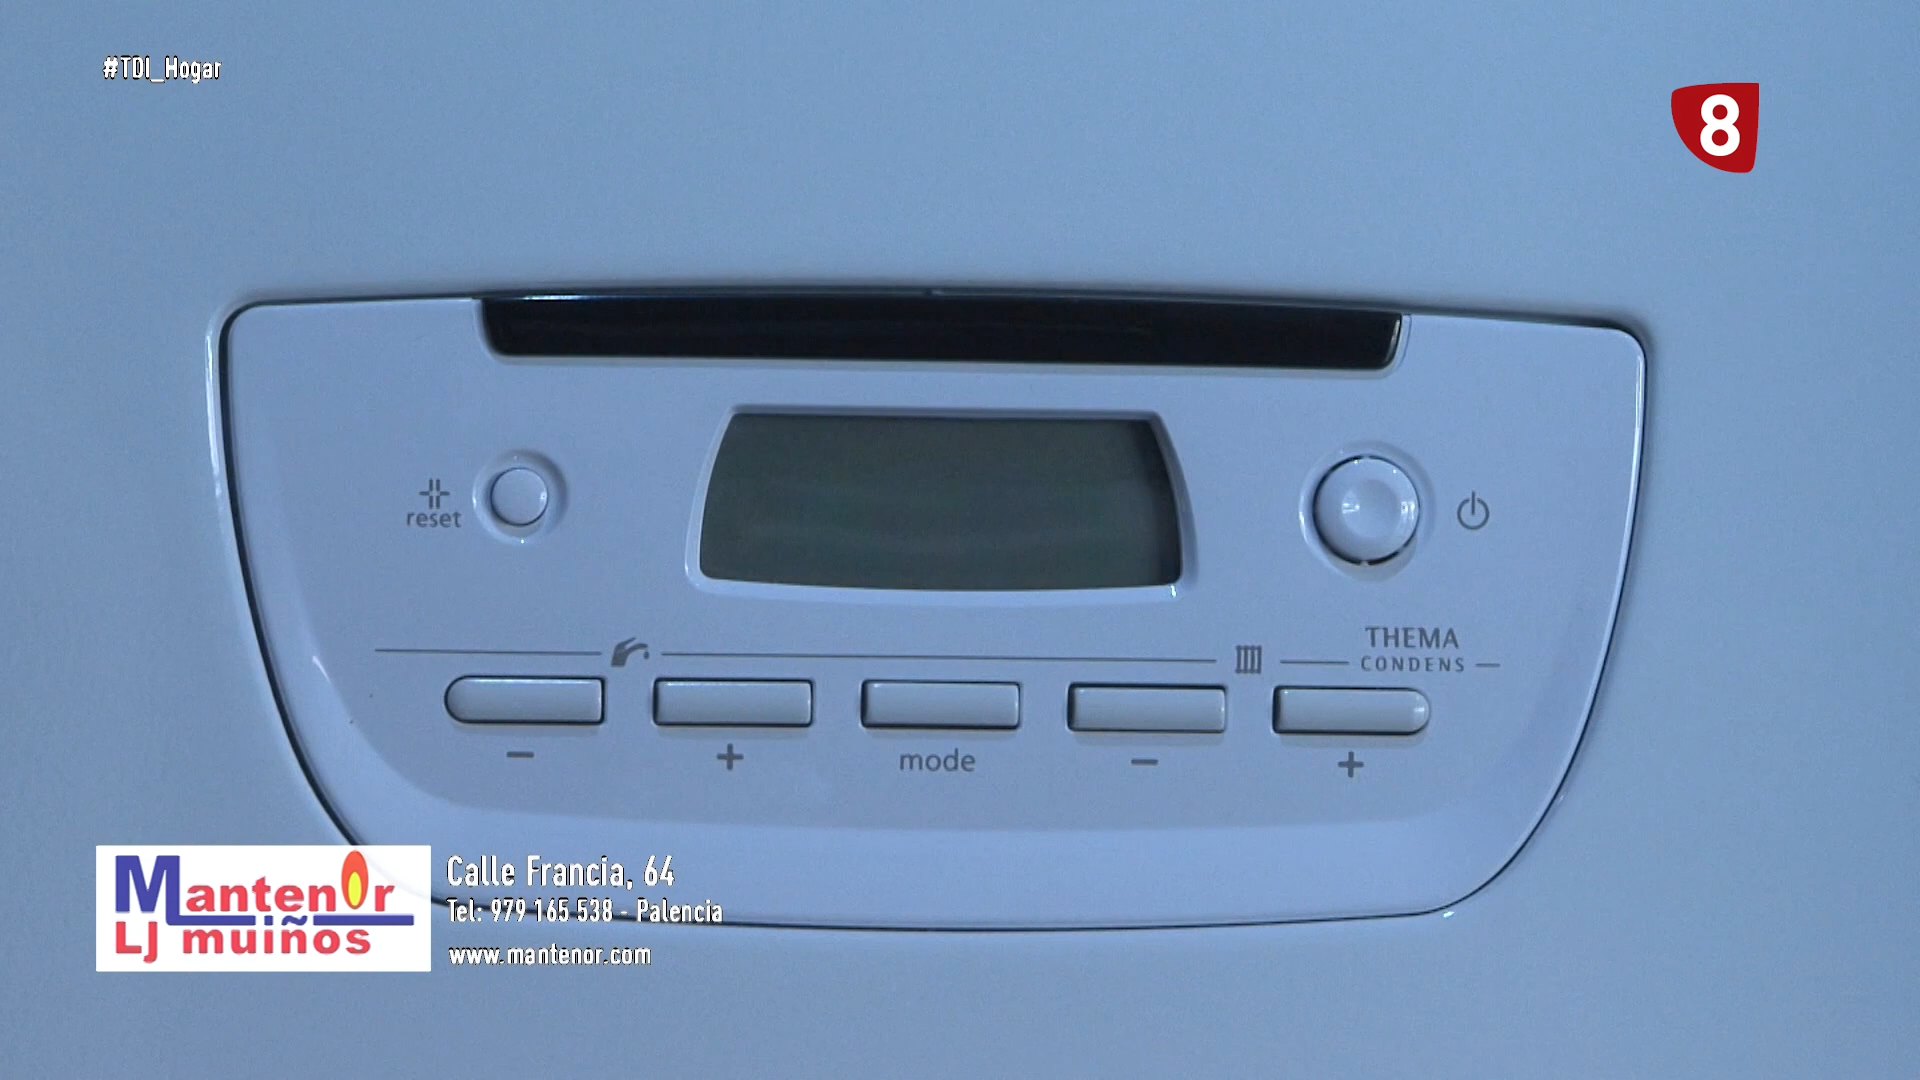 #TDI_Hogar
8
reset
THEMA
CONDENS
-
+
mode
-
+
Mantenor
LJ muiños
Calle Francia, 64
Tel: 979 165 538 - Palencia
www.mantenor.com